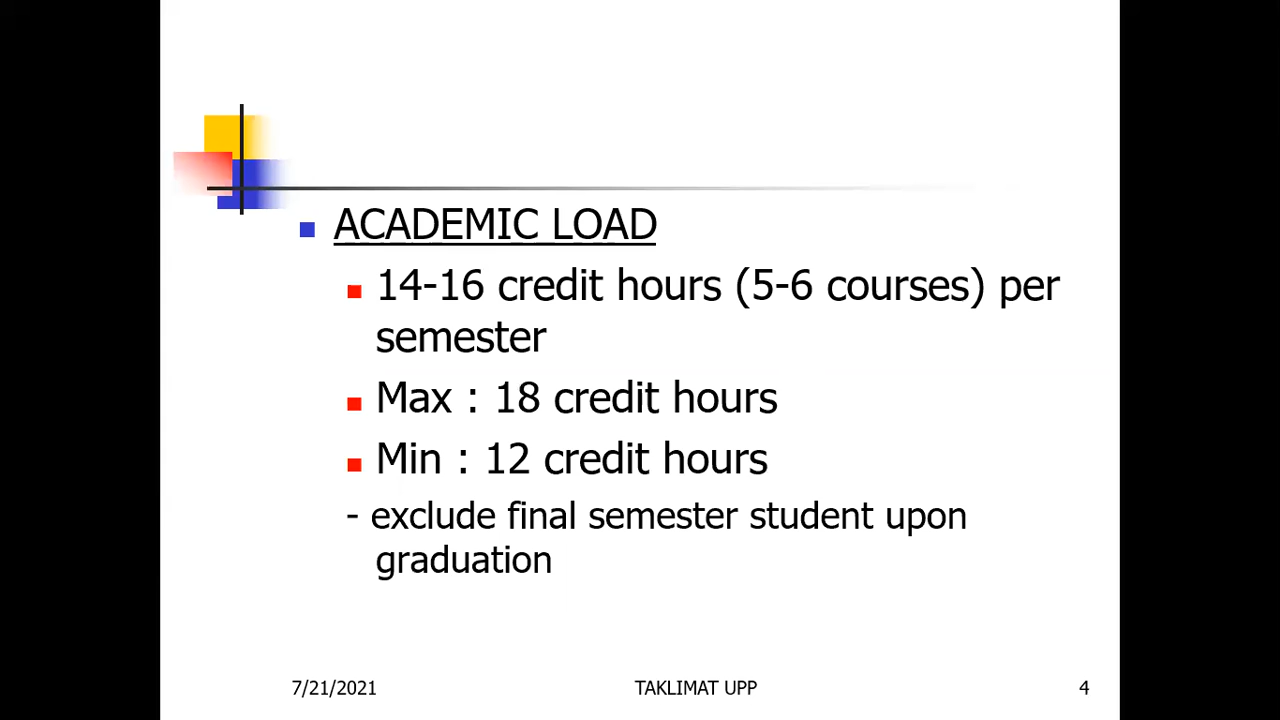 ACADEMIC LOAD
14-16 credit hours (5-6 courses) per
semester
Max : 18 credit hours
Min : 12 credit hours
- exclude final semester student upon
graduation
7/21/2021 TAKLIMAT UPP 4